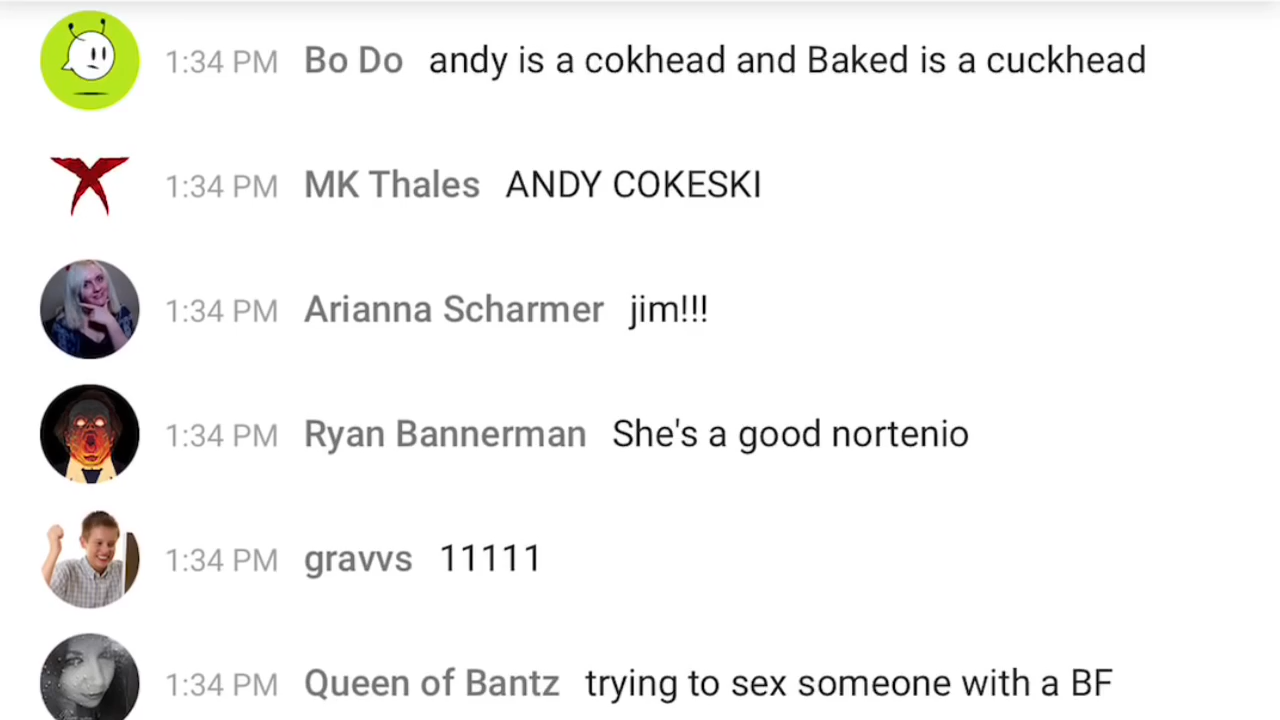 1:34 PM Bo Do andy is a cokhead and Baked is a cuckhead
1:34 PM MK Thales ANDY COKESKI
1:34 PM Arianna Scharmer jim!!!
1:34 PM Ryan Bannerman She's a good nortenio
1:34 PM gravvs 11111
1:34 PM Queen of Bantz trying to sex someone with a BF